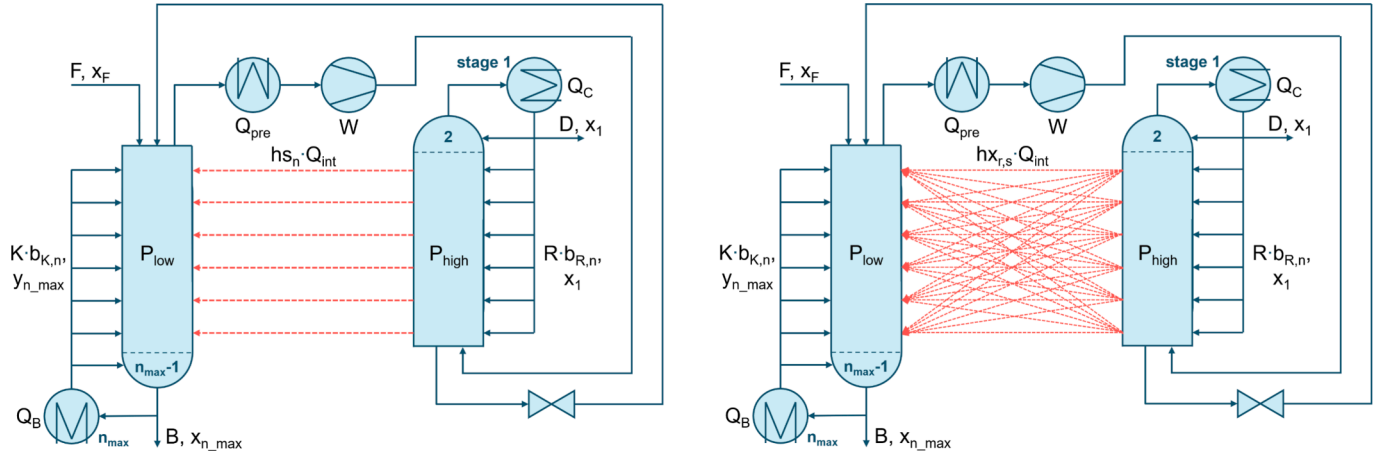 F, x_F
stage 1
Q_C
Q_pre
W
D, x_1
2
hs_n·Q_int
K·b_K,n,
y_n_max
P_low
P_high
R·b_R,n,
x_1
n_max-1
Q_B
n_max
B, x_n_max
F, x_F
stage 1
Q_C
Q_pre
W
D, x_1
2
hx_r,s·Q_int
K·b_K,n,
y_n_max
P_low
P_high
R·b_R,n,
x_1
n_max-1
Q_B
n_max
B, x_n_max